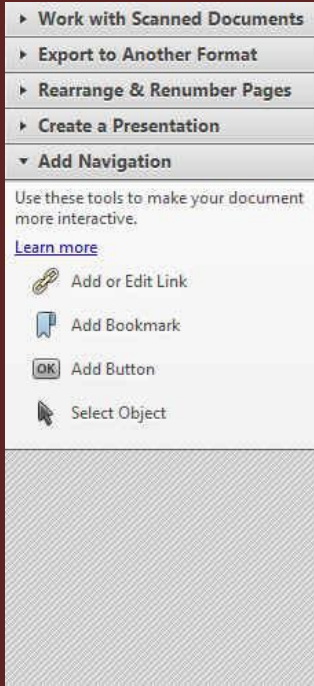 Work with Scanned Documents
Export to Another Format
Rearrange & Renumber Pages
Create a Presentation
Add Navigation
Use these tools to make your document
more interactive.
Learn more
Add or Edit Link
Add Bookmark
OK Add Button
Select Object